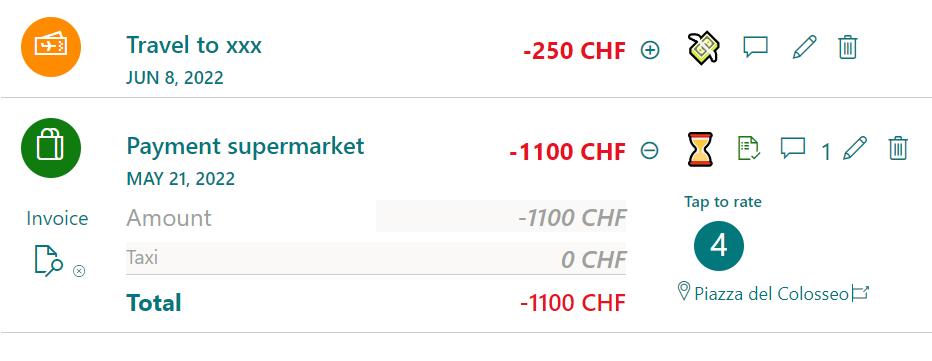 Travel to xxx
-250 CHF
JUN 8, 2022
Payment supermarket
-1100 CHF
1
MAY 21, 2022
Tap to rate
Invoice
Amount
-1100 CHF
4
Taxi
0 CHF
Total
-1100 CHF
Piazza del Colosseo